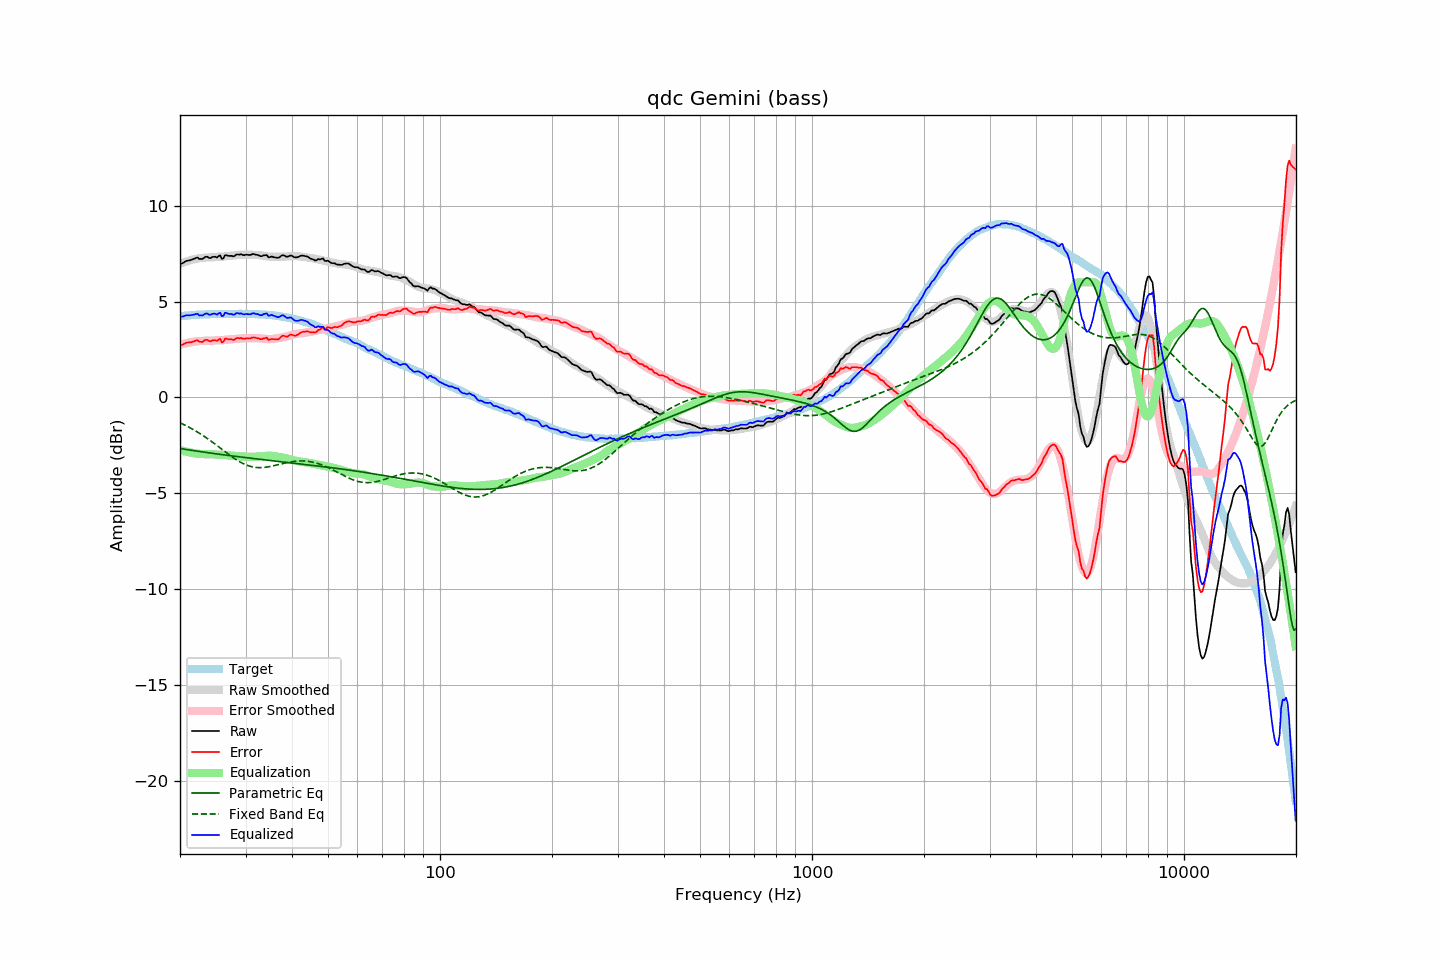 qdc Gemini (bass)
Amplitude (dBr)
10
5
0
−5
−10
−15
−20
Target
Raw Smoothed
Error Smoothed
Raw
Error
Equalization
Parametric Eq
Fixed Band Eq
Equalized
100
1000
10000
Frequency (Hz)